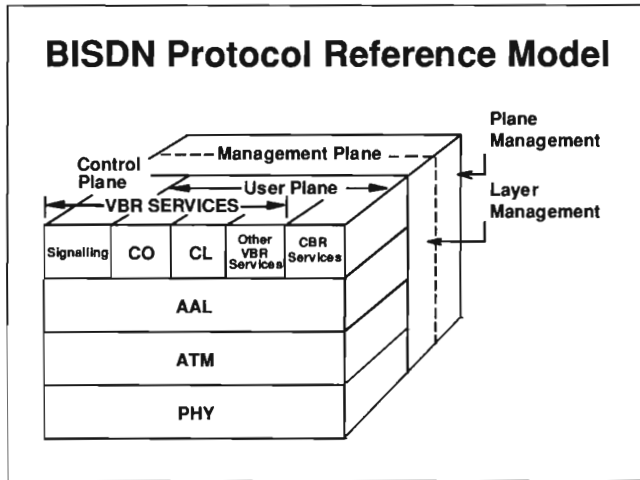 BISDN Protocol Reference Model
Plane
Management
Management Plane
Control
Plane
User Plane
Layer
Management
VBR SERVICES
Signalling
CO
CL
Other
VBR
Services
CBR
Services
AAL
ATM
PHY